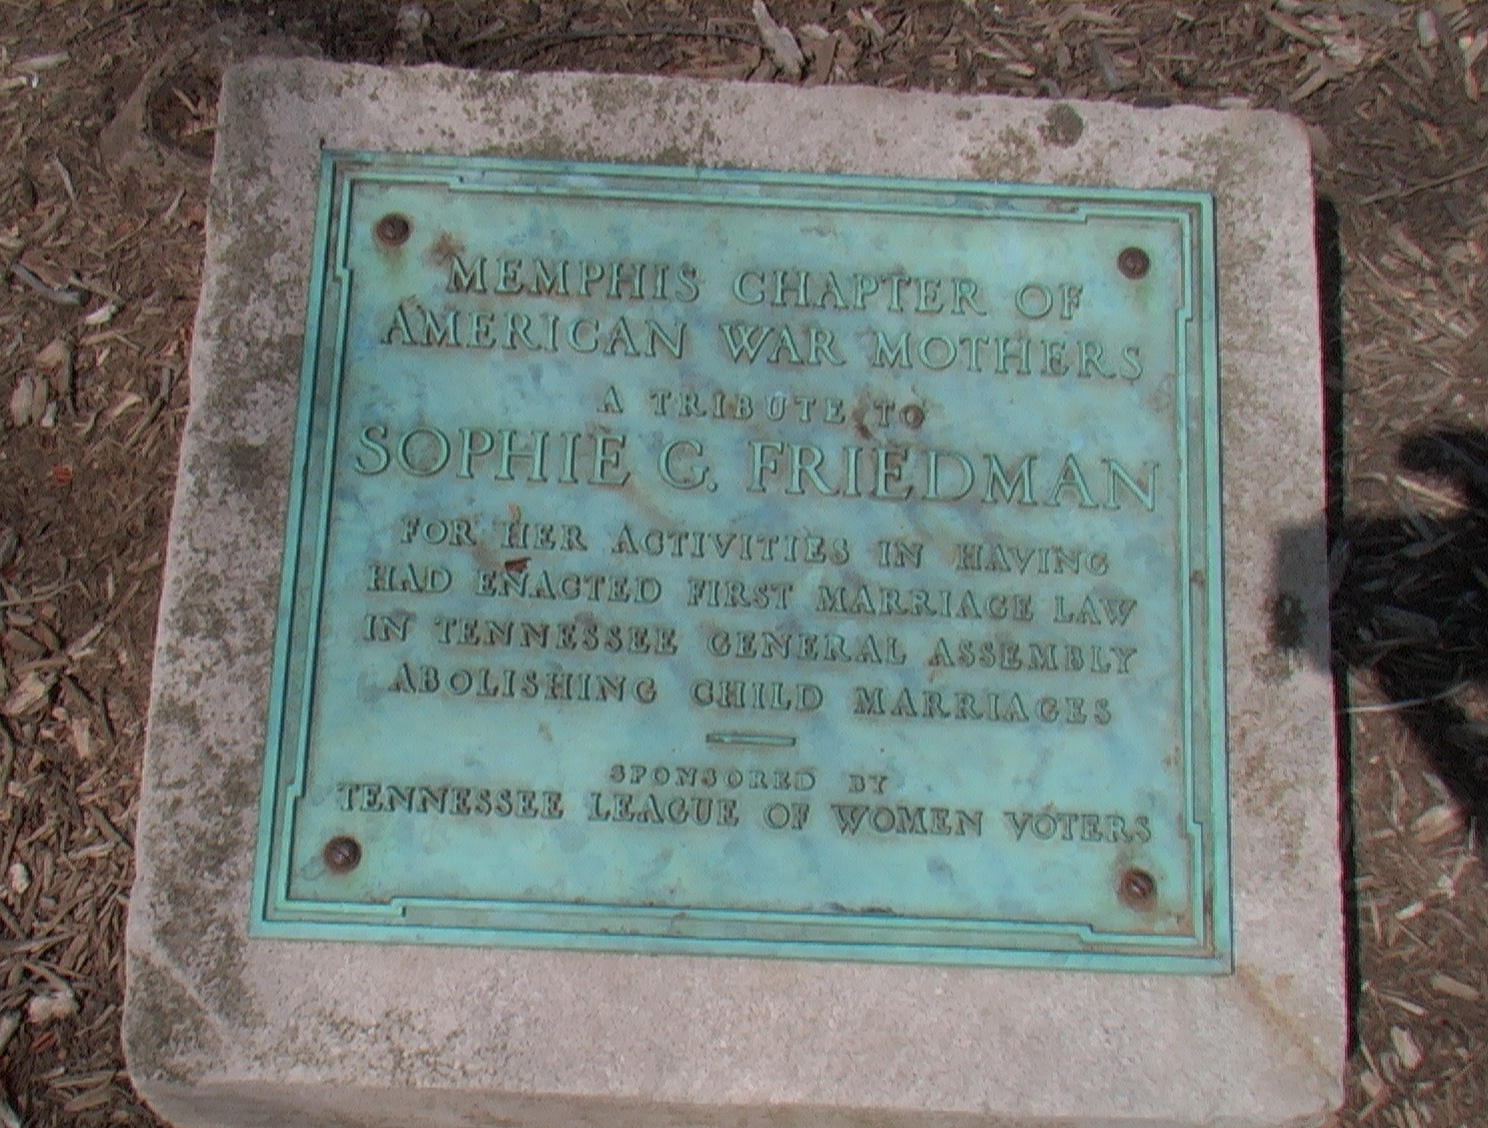 MEMPHIS CHAPTER OF
AMERICAN WAR MOTHERS
A TRIBUTE TO
SOPHIE G. FRIEDMAN
FOR HER ACTIVITIES IN HAVING
HAD ENACTED FIRST MARRIAGE LAW
IN TENNESSEE GENERAL ASSEMBLY
ABOLISHING CHILD MARRIAGES
SPONSORED BY
TENNESSEE LEAGUE OF WOMEN VOTERS